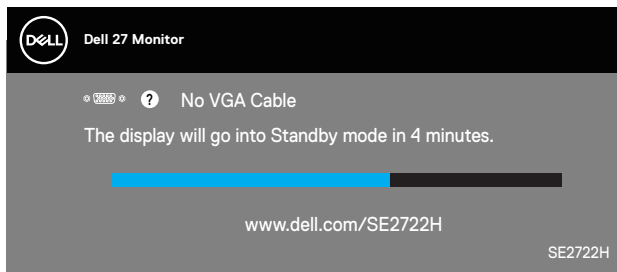 DELL
Dell 27 Monitor
? No VGA Cable
The display will go into Standby mode in 4 minutes.
www.dell.com/SE2722H
SE2722H